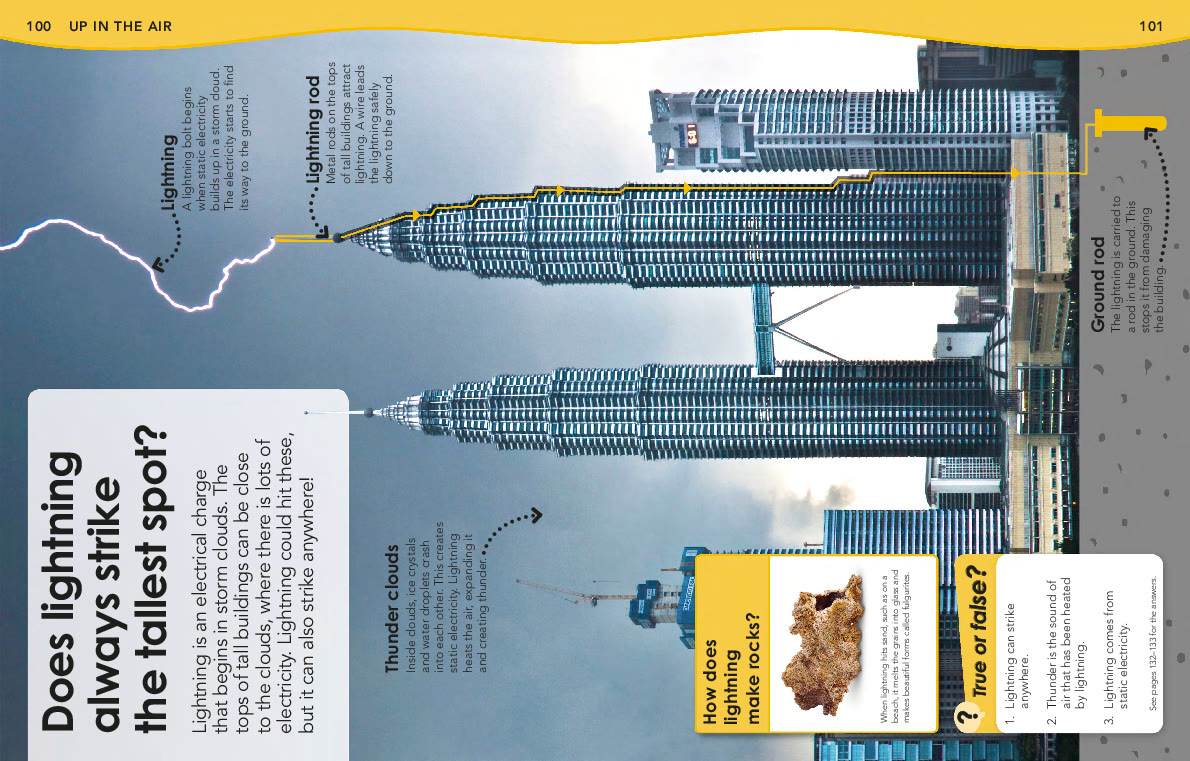 100 UP IN THE AIR
101
Does lightning
always strike
the tallest spot?
Lightning is an electrical charge
that begins in storm clouds. The
tops of tall buildings can be close
to the clouds, where there is lots of
electricity. Lightning could hit these,
but it can also strike anywhere!
Lightning
A lightning bolt begins
when static electricity
builds up in a storm cloud.
The electricity starts to find
its way to the ground.
Lightning rod
Metal rods on the tops
of tall buildings attract
lightning. A wire leads
the lightning safely
down to the ground.
Thunder clouds
Inside clouds, ice crystals
and water droplets crash
into each other. This creates
static electricity. Lightning
heats the air, expanding it
and creating thunder.
Ground rod
The lightning is carried to
a rod in the ground. This
stops it from damaging
the building.
How does
lightning
make rocks?
When lightning hits sand, such as on a
beach, it melts the grains into glass and
makes beautiful forms called fulgurites.
? True or false?
1. Lightning can strike
anywhere.
2. Thunder is the sound of
air that has been heated
by lightning.
3. Lightning comes from
static electricity.
See pages 132-133 for the answers.